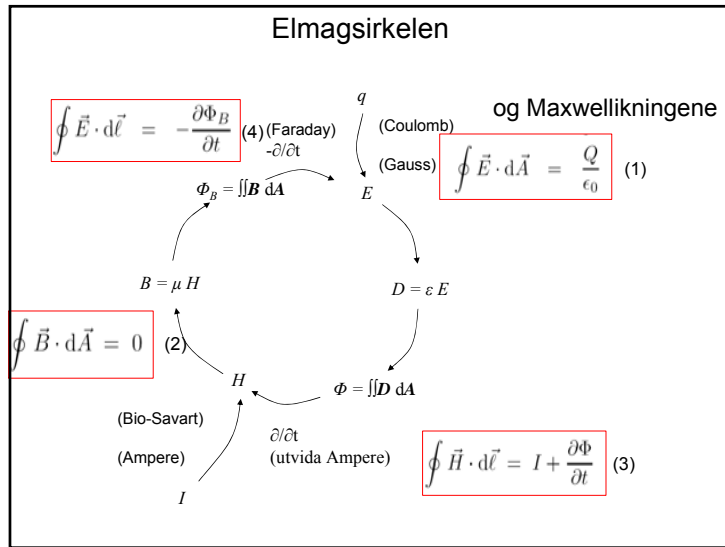 Elmagsirkelen
og Maxwellikningene
q
∮ E⃗ · dℓ⃗ = −∂Φ_B/∂t (4)
(Faraday)
-∂/∂t
(Coulomb)
(Gauss)
∮ E⃗ · dA⃗ = Q/ϵ₀ (1)
Φ_B = ∫∫B dA
E
B = μ H
D = ε E
∮ B⃗ · dA⃗ = 0 (2)
H
Φ = ∫∫D dA
(Bio-Savart)
(Ampere)
∂/∂t
(utvida Ampere)
∮ H⃗ · dℓ⃗ = I + ∂Φ/∂t (3)
I